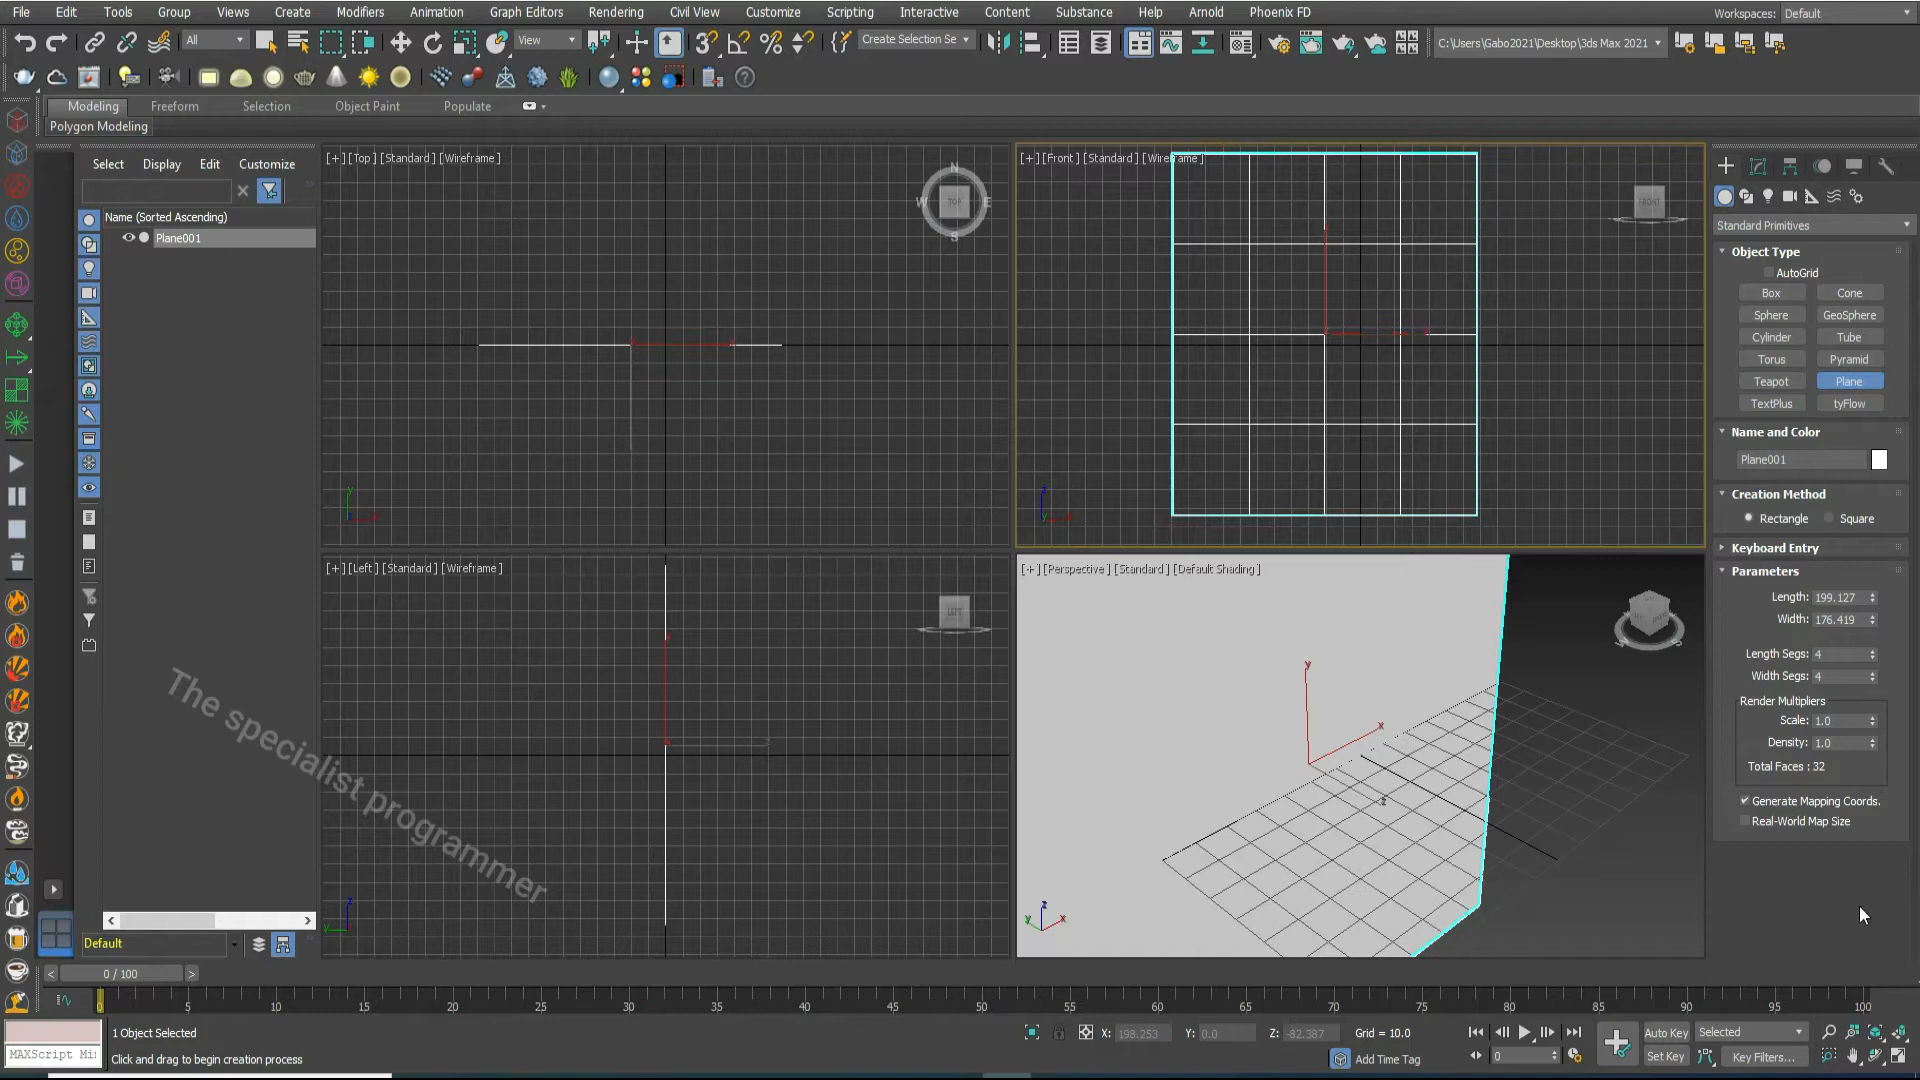 File Edit Tools Group Views Create Modifiers Animation Graph Editors Rendering Civil View Customize Scripting Interactive Content Substance Help Arnold Phoenix FD Workspaces: Default
All View Create Selection Se C:\Users\Gabo2021\Desktop\3ds Max 2021
Modeling Freeform Selection Object Paint Populate
Polygon Modeling
Select Display Edit Customize
Name (Sorted Ascending)
Plane001
[+] [Top] [Standard] [Wireframe]
N
W TOP E
S
[+] [Front] [Standard] [Wireframe]
FRONT
[+] [Left] [Standard] [Wireframe]
LEFT
[+] [Perspective] [Standard] [Default Shading]
Standard Primitives
Object Type
AutoGrid
Box Cone
Sphere GeoSphere
Cylinder Tube
Torus Pyramid
Teapot Plane
TextPlus tyFlow
Name and Color
Plane001
Creation Method
Rectangle Square
Keyboard Entry
Parameters
Length: 199.127
Width: 176.419
Length Segs: 4
Width Segs: 4
Render Multipliers
Scale: 1.0
Density: 1.0
Total Faces : 32
Generate Mapping Coords.
Real-World Map Size
The specialist programmer
Default
0 / 100
0 5 10 15 20 25 30 35 40 45 50 55 60 65 70 75 80 85 90 95 100
1 Object Selected X: 198.253 Y: 0.0 Z: -82.387 Grid = 10.0 Auto Key Selected
MAXScript Mi Click and drag to begin creation process Add Time Tag 0 Set Key Key Filters...